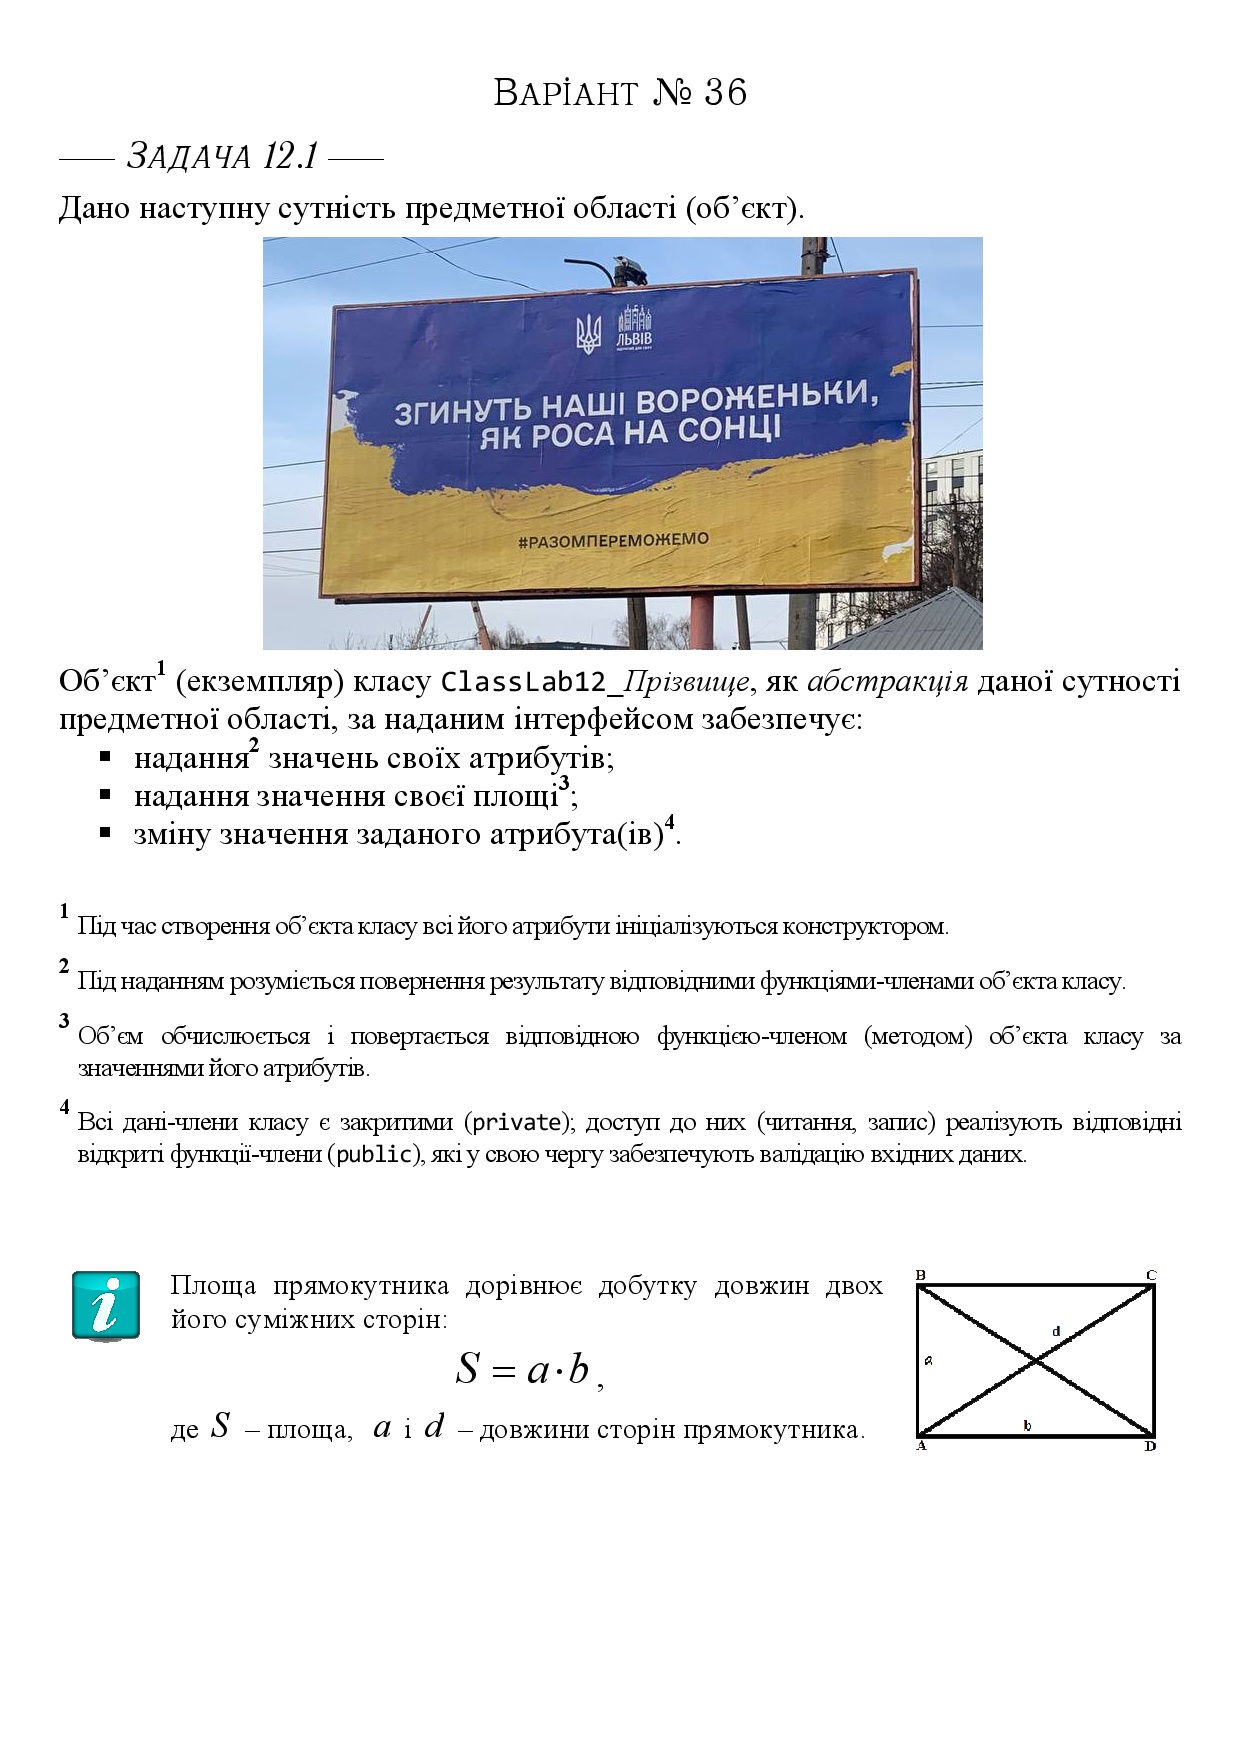 ВАРІАНТ № 36
ЗАДАЧА 12.1
Дано наступну сутність предметної області (об’єкт).
ЛЬВІВ
ЗГИНУТЬ НАШІ ВОРОЖЕНЬКИ,
ЯК РОСА НА СОНЦІ
#РАЗОМПЕРЕМОЖЕМО
Об’єкт1 (екземпляр) класу ClassLab12_Прізвище, як абстракція даної сутності
предметної області, за наданим інтерфейсом забезпечує:
▪ надання2 значень своїх атрибутів;
▪ надання значення своєї площі3;
▪ зміну значення заданого атрибута(ів)4.
1 Під час створення об’єкта класу всі його атрибути ініціалізуються конструктором.
2 Під наданням розуміється повернення результату відповідними функціями-членами об’єкта класу.
3 Об’єм обчислюється і повертається відповідною функцією-членом (методом) об’єкта класу за
значеннями його атрибутів.
4 Всі дані-члени класу є закритими (private); доступ до них (читання, запис) реалізують відповідні
відкриті функції-члени (public), які у свою чергу забезпечують валідацію вхідних даних.
i
Площа прямокутника дорівнює добутку довжин двох
його суміжних сторін:
S = a·b,
де S – площа, a і d – довжини сторін прямокутника.
B C
d
a
b
A D